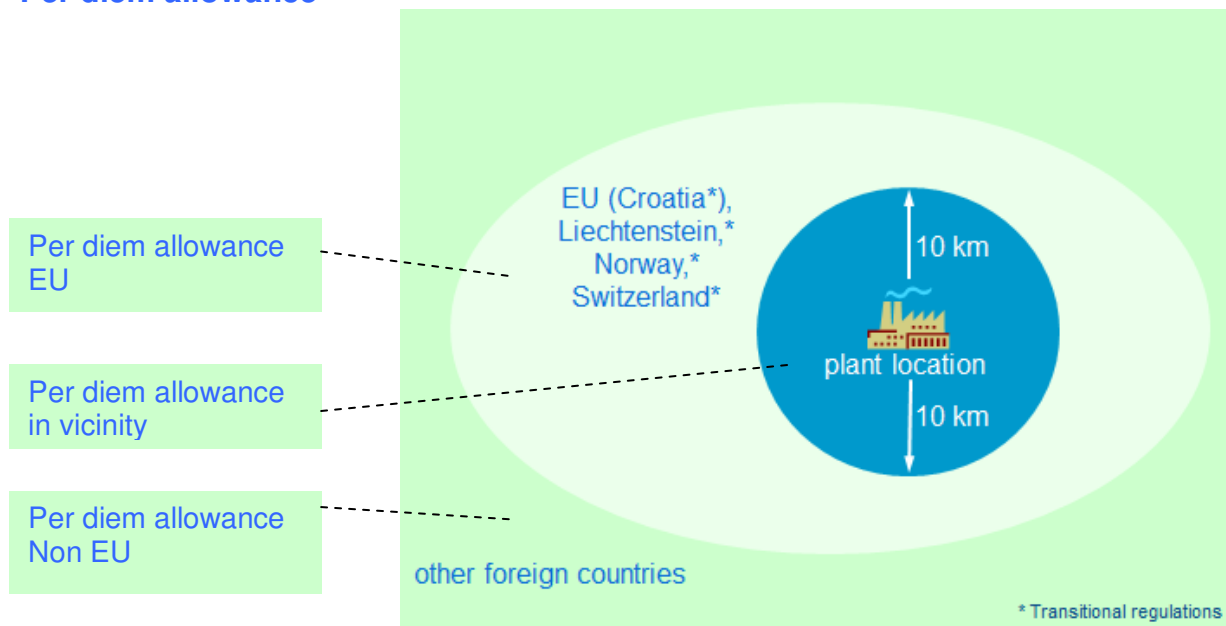 Per diem allowance
EU (Croatia*),
Liechtenstein,*
Norway,*
Switzerland*
10 km
plant location
10 km
Per diem allowance
EU
Per diem allowance
in vicinity
Per diem allowance
Non EU
other foreign countries
* Transitional regulations